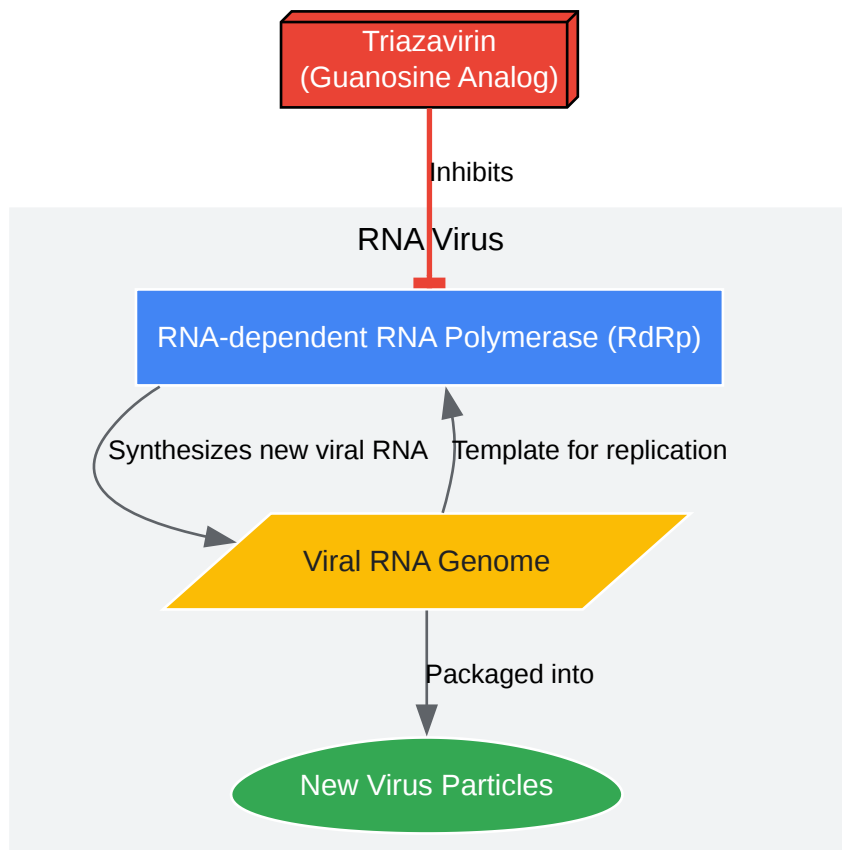 Triazavirin
(Guanosine Analog)
Inhibits
RNA Virus
RNA-dependent RNA Polymerase (RdRp)
Synthesizes new viral RNA
Template for replication
Viral RNA Genome
Packaged into
New Virus Particles